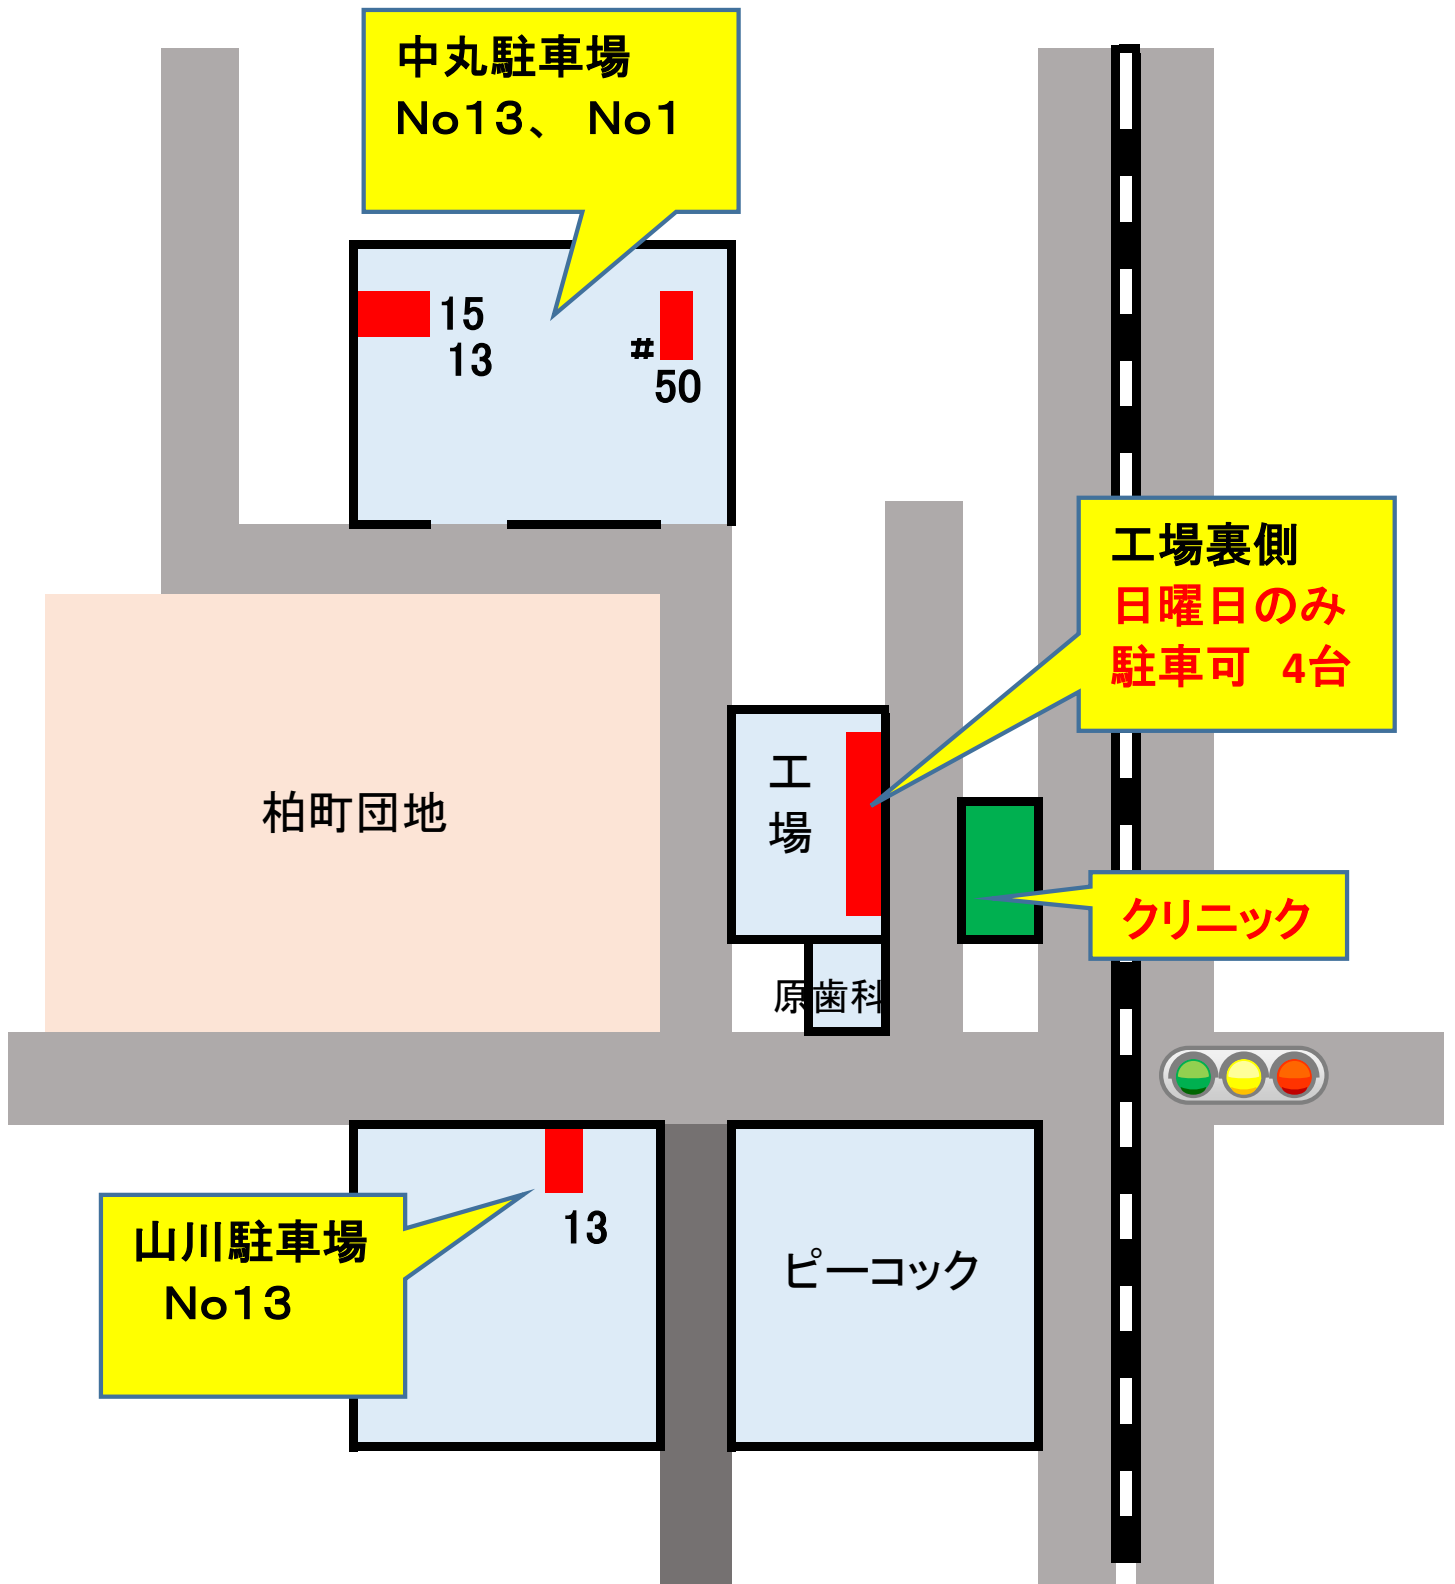 中丸駐車場
No13、 No1
15
13
#
50
工場裏側
日曜日のみ
駐車可 4台
工
場
柏町団地
クリニック
原歯科
山川駐車場
No13
13
ピーコック